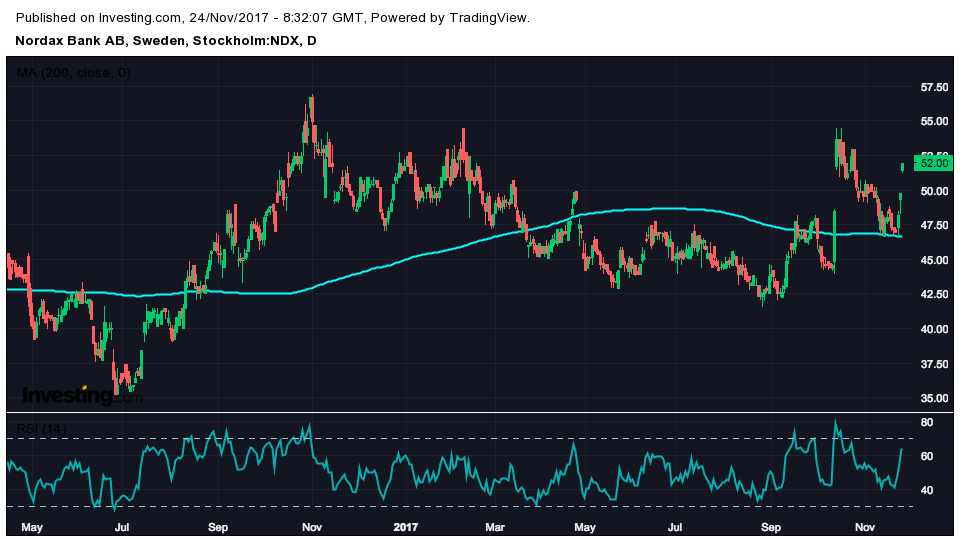 Published on Investing.com, 24/Nov/2017 - 8:32:07 GMT, Powered by TradingView.
Nordax Bank AB, Sweden, Stockholm:NDX, D
MA (200, close, 0)
57.50
55.00
52.00
50.00
47.50
45.00
42.50
40.00
37.50
35.00
Investing.com
RSI (14)
80
60
40
May Jul Sep Nov 2017 Mar May Jul Sep Nov